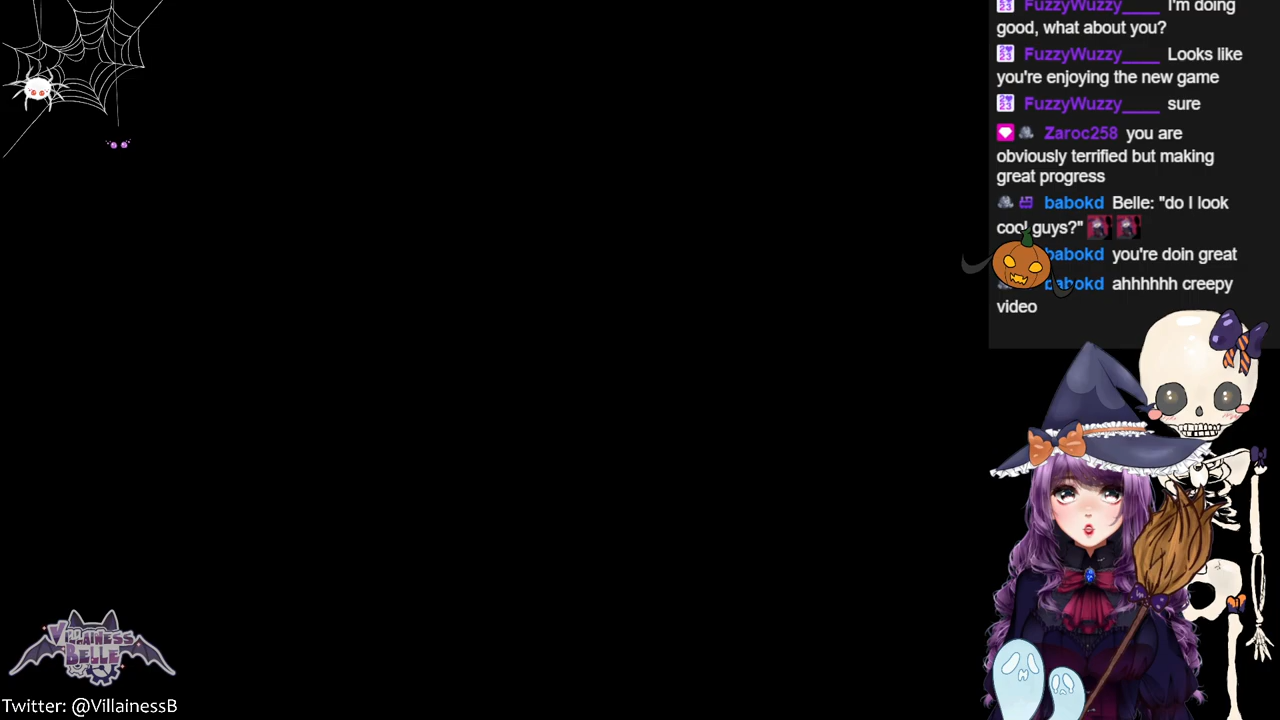 FuzzyWuzzy____ I'm doing
good, what about you?
FuzzyWuzzy____ Looks like
you're enjoying the new game
FuzzyWuzzy____ sure
Zaroc258 you are
obviously terrified but making
great progress
babokd Belle: "do I look
cool guys?"
babokd you're doin great
babokd ahhhhhh creepy
video
VILLAINESS
BELLE
Twitter: @VillainessB